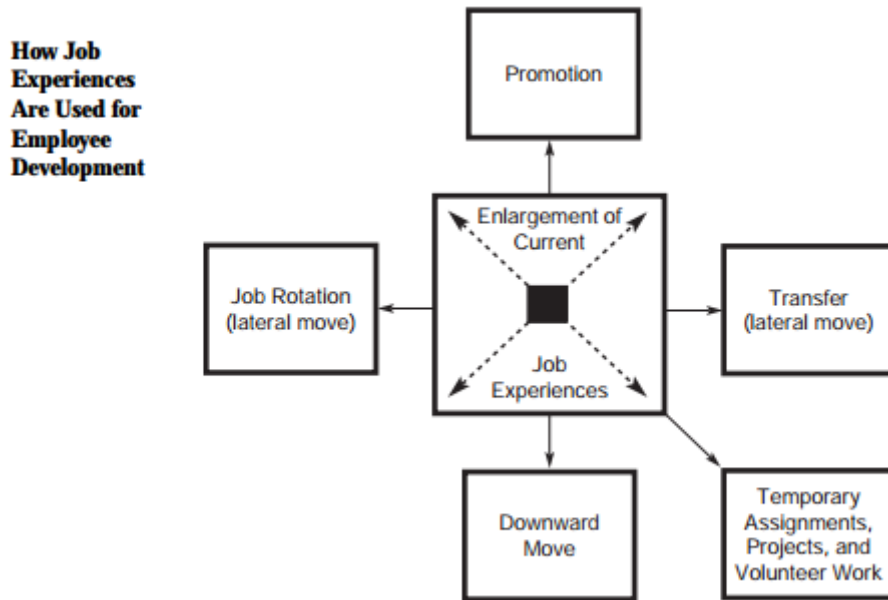 How Job
Experiences
Are Used for
Employee
Development
Promotion
Enlargement of
Current
Job Rotation
(lateral move)
Transfer
(lateral move)
Job
Experiences
Downward
Move
Temporary
Assignments,
Projects, and
Volunteer Work